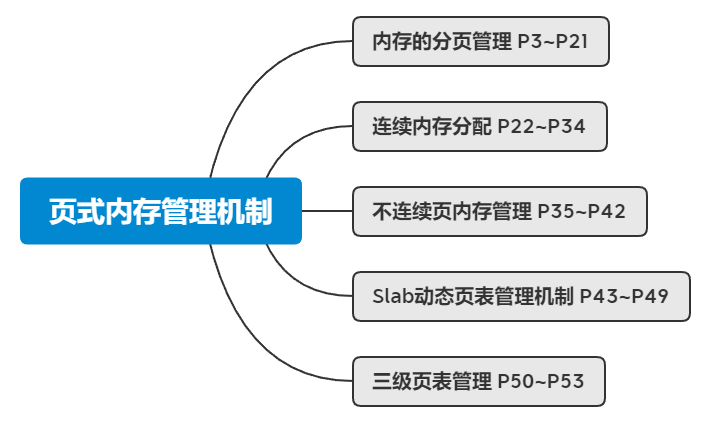 内存的分页管理 P3~P21
连续内存分配 P22~P34
页式内存管理机制
不连续页内存管理 P35~P42
Slab动态页表管理机制 P43~P49
三级页表管理 P50~P53